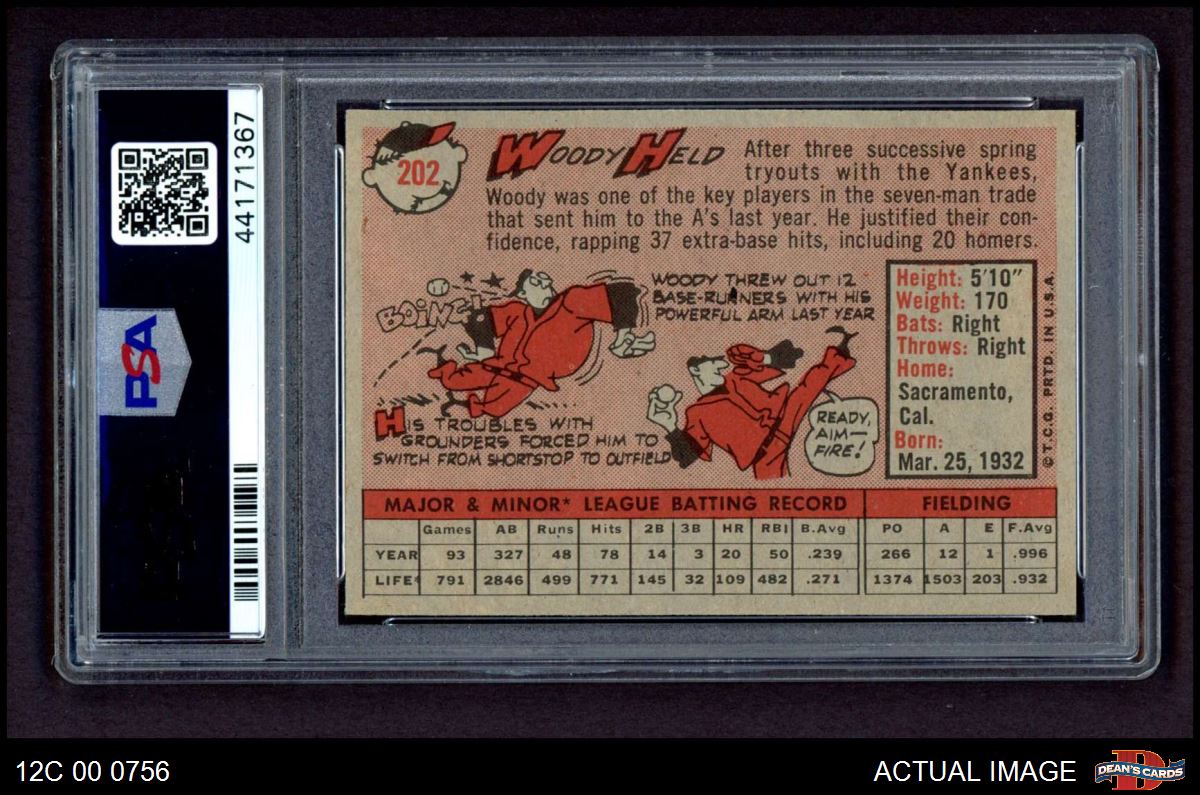 44171367
PSA
202
WOODY HELD
After three successive spring
tryouts with the Yankees,
Woody was one of the key players in the seven-man trade
that sent him to the A's last year. He justified their con-
fidence, rapping 37 extra-base hits, including 20 homers.
BOING!
WOODY THREW OUT 12
BASE-RUNNERS WITH HIS
POWERFUL ARM LAST YEAR
HIS TROUBLES WITH
GROUNDERS FORCED HIM TO
SWITCH FROM SHORTSTOP TO OUTFIELD
READY,
AIM—
FIRE!
Height: 5'10"
Weight: 170
Bats: Right
Throws: Right
Home:
Sacramento,
Cal.
Born:
Mar. 25, 1932
© T.C.G. PRTD. IN U.S.A.
MAJOR & MINOR* LEAGUE BATTING RECORD FIELDING
Games AB Runs Hits 2B 3B HR RBI B.Avg PO A E F.Avg
YEAR 93 327 48 78 14 3 20 50 .239 266 12 1 .996
LIFE* 791 2846 499 771 145 32 109 482 .271 1374 1503 203 .932
12C 00 0756
ACTUAL IMAGE
D
DEAN'S CARDS